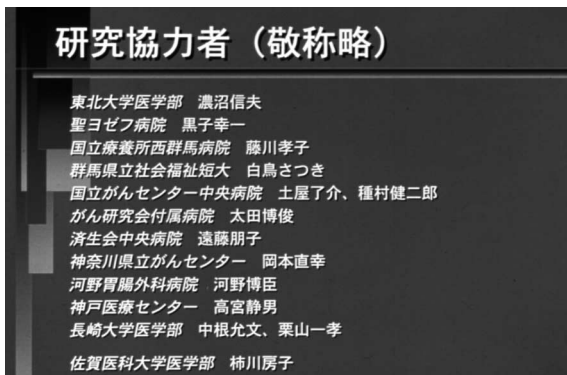 研究協力者（敬称略）
東北大学医学部　濃沼信夫
聖ヨゼフ病院　黒子幸一
国立療養所西群馬病院　藤川孝子
群馬県立社会福祉短大　白鳥さつき
国立がんセンター中央病院　土屋了介、種村健二郎
がん研究会付属病院　太田博俊
済生会中央病院　遠藤朋子
神奈川県立がんセンター　岡本直幸
河野胃腸外科病院　河野博臣
神戸医療センター　高宮静男
長崎大学医学部　中根允文、栗山一孝
佐賀医科大学医学部　柿川房子